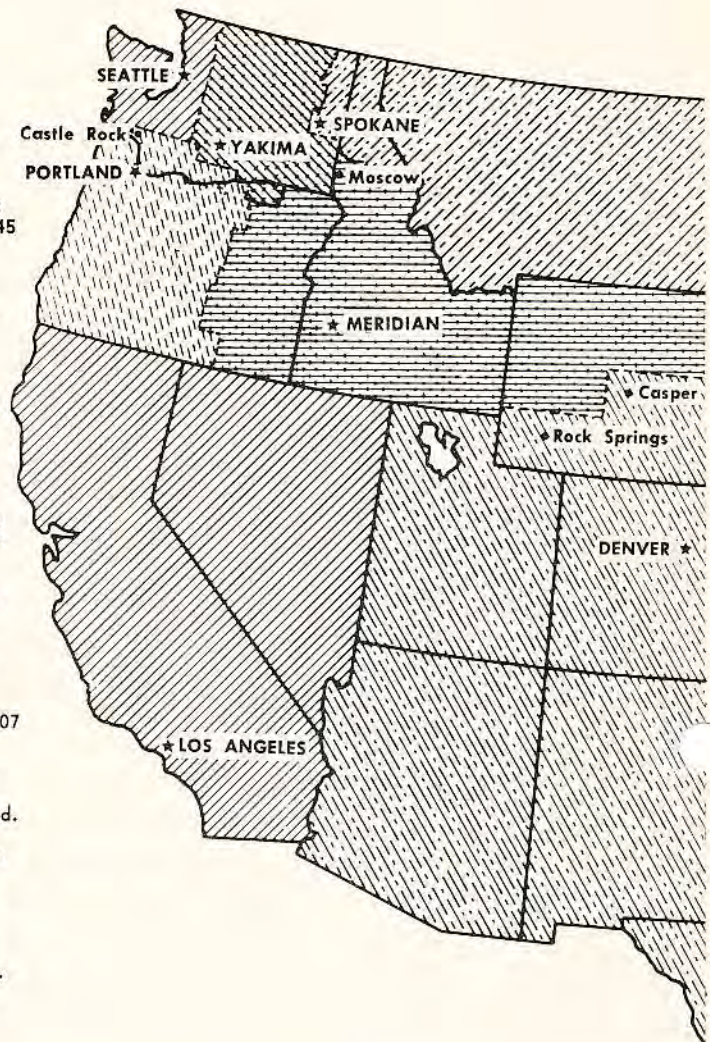 SEATTLE
SPOKANE
Castle Rock
YAKIMA
PORTLAND
Moscow
45
MERIDIAN
Casper
Rock Springs
DENVER
07
LOS ANGELES
d.